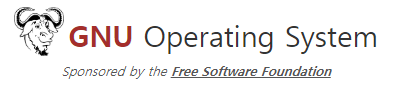 GNU Operating System
Sponsored by the Free Software Foundation